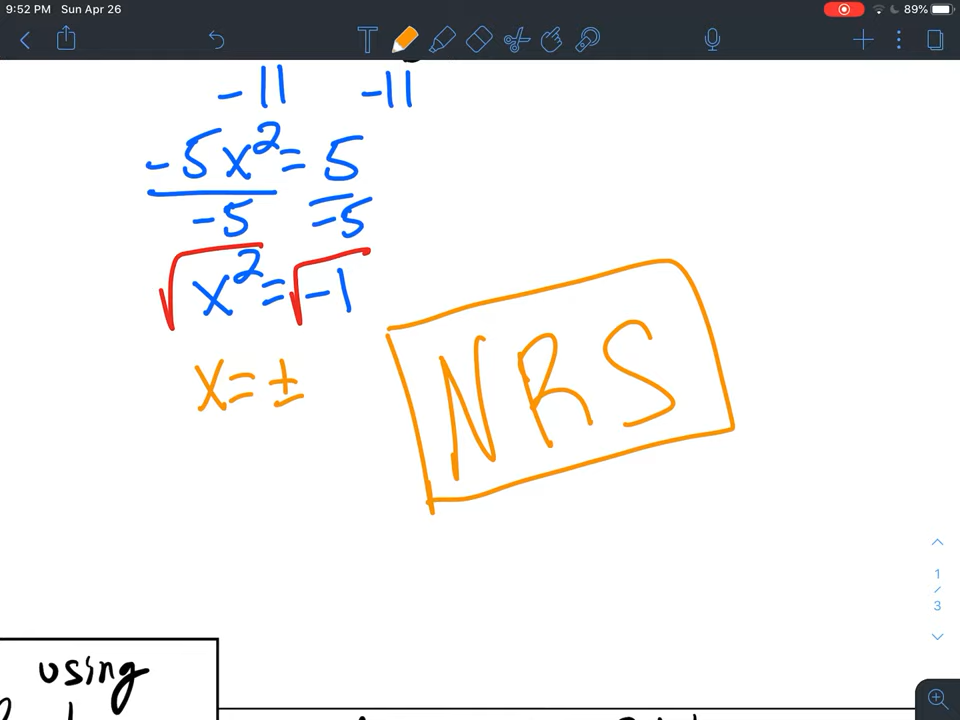 9:52 PM Sun Apr 26 89%
-11 -11
-5x² = 5
-5 -5
√x² = √-1
x = ±
NRS
1
/
3
using